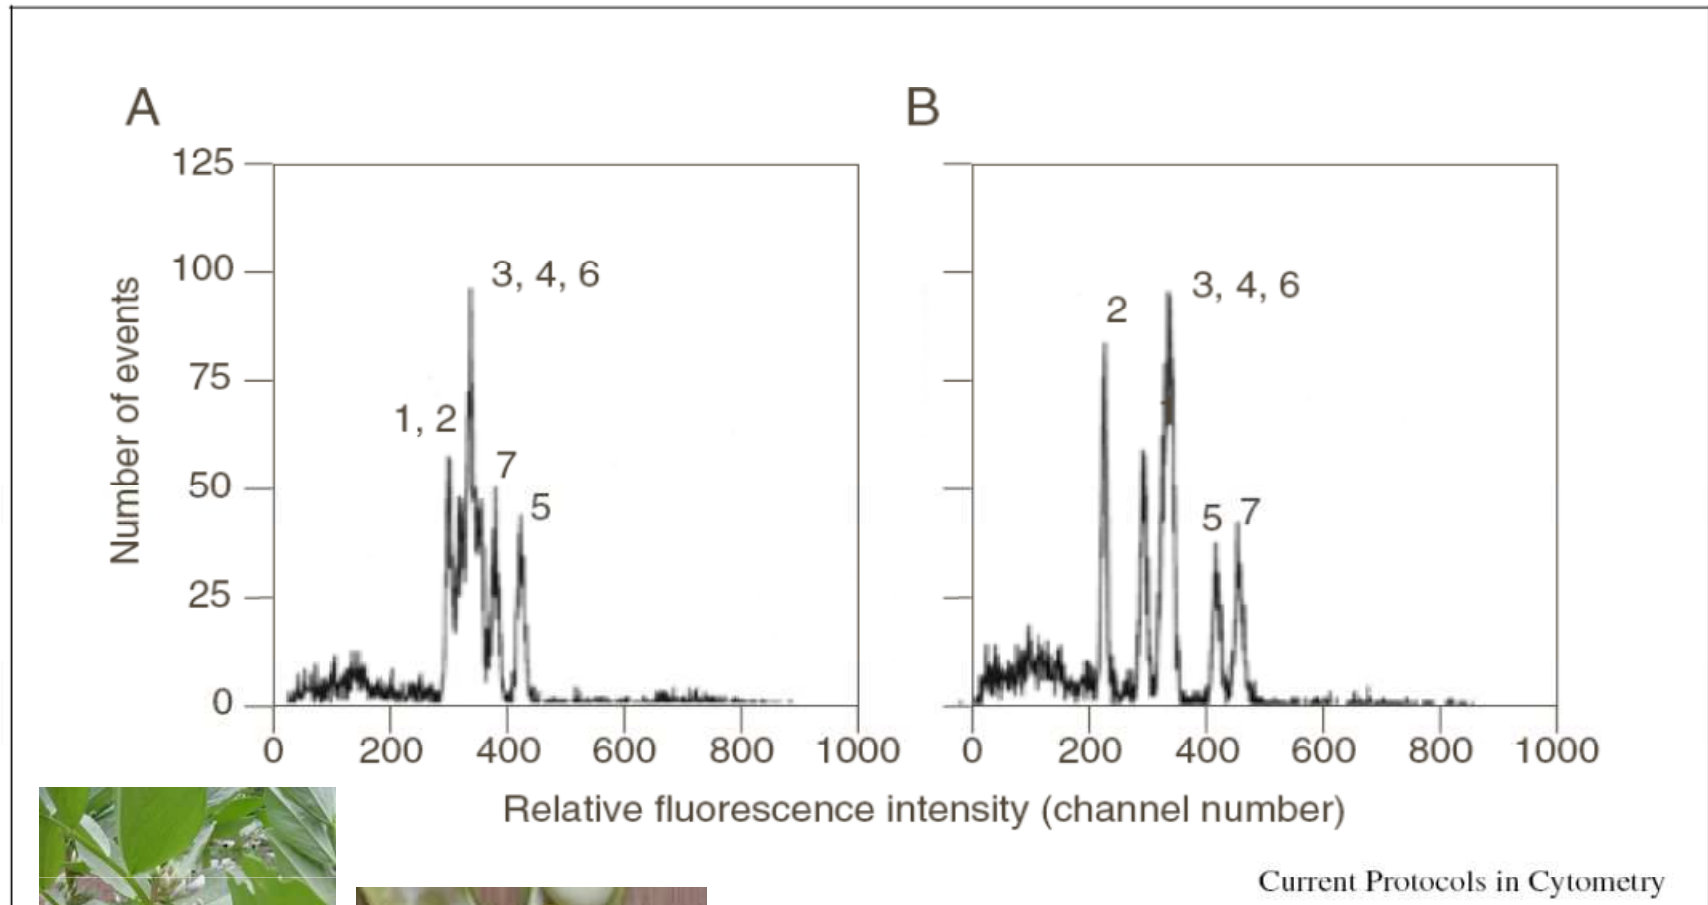 A
B
125
100
75
50
25
0
Number of events
3, 4, 6
1, 2
7
5
2
3, 4, 6
1
5
7
0 200 400 600 800 1000
0 200 400 600 800 1000
Relative fluorescence intensity (channel number)
Current Protocols in Cytometry